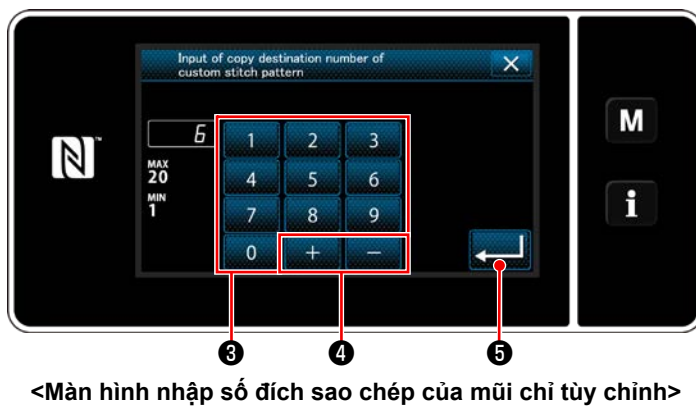 Input of copy destination number of
custom stitch pattern
6
MAX
20
MIN
1
1 2 3
4 5 6
7 8 9
0 + −
M
i
❸ ❹ ❺
<Màn hình nhập số đích sao chép của mũi chỉ tùy chỉnh>